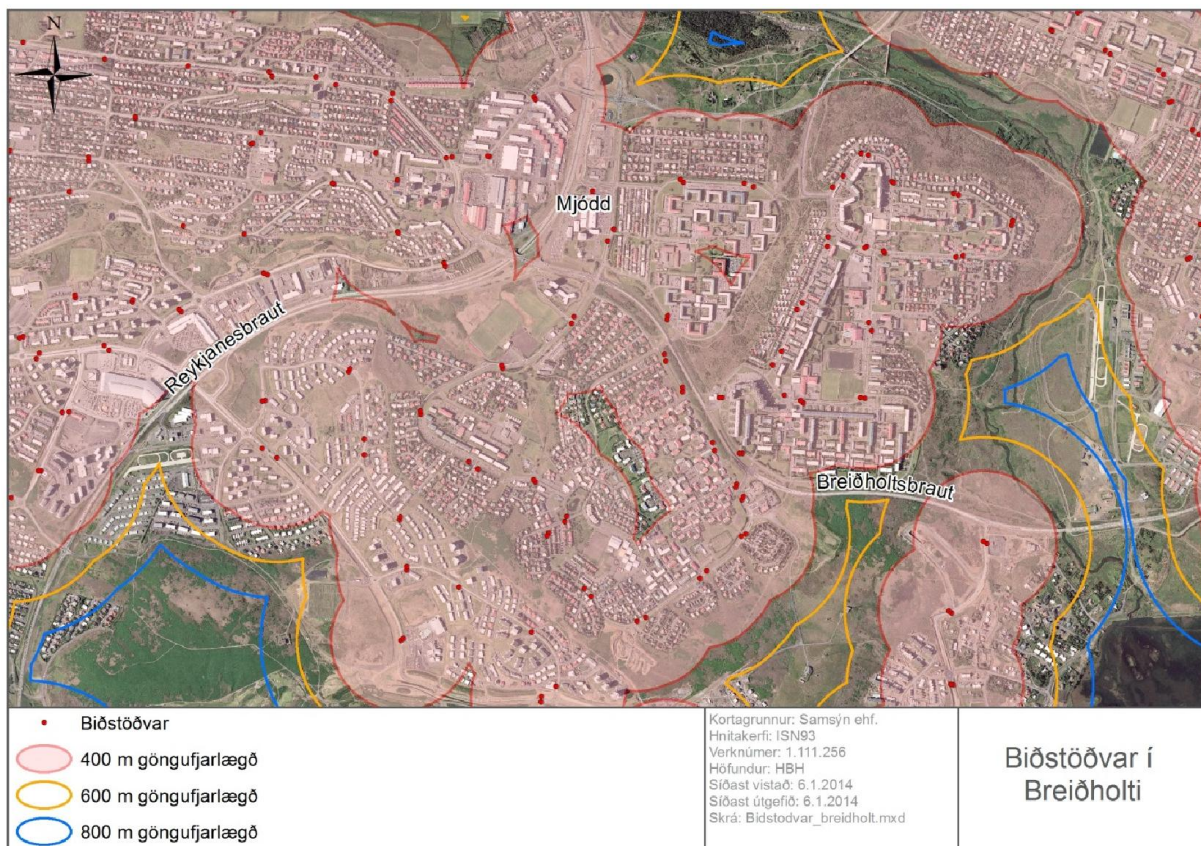 N
Mjódd
Reykjanesbraut
Breiðholtsbraut
Biðstöðvar
400 m göngufjarlægð
600 m göngufjarlægð
800 m göngufjarlægð
Kortagrunnur: Samsýn ehf.
Hnitakerfi: ISN93
Verknúmer: 1.111.256
Höfundur: HBH
Síðast vistað: 6.1.2014
Síðast útgefið: 6.1.2014
Skrá: Bidstodvar_breidholt.mxd
Biðstöðvar í
Breiðholti